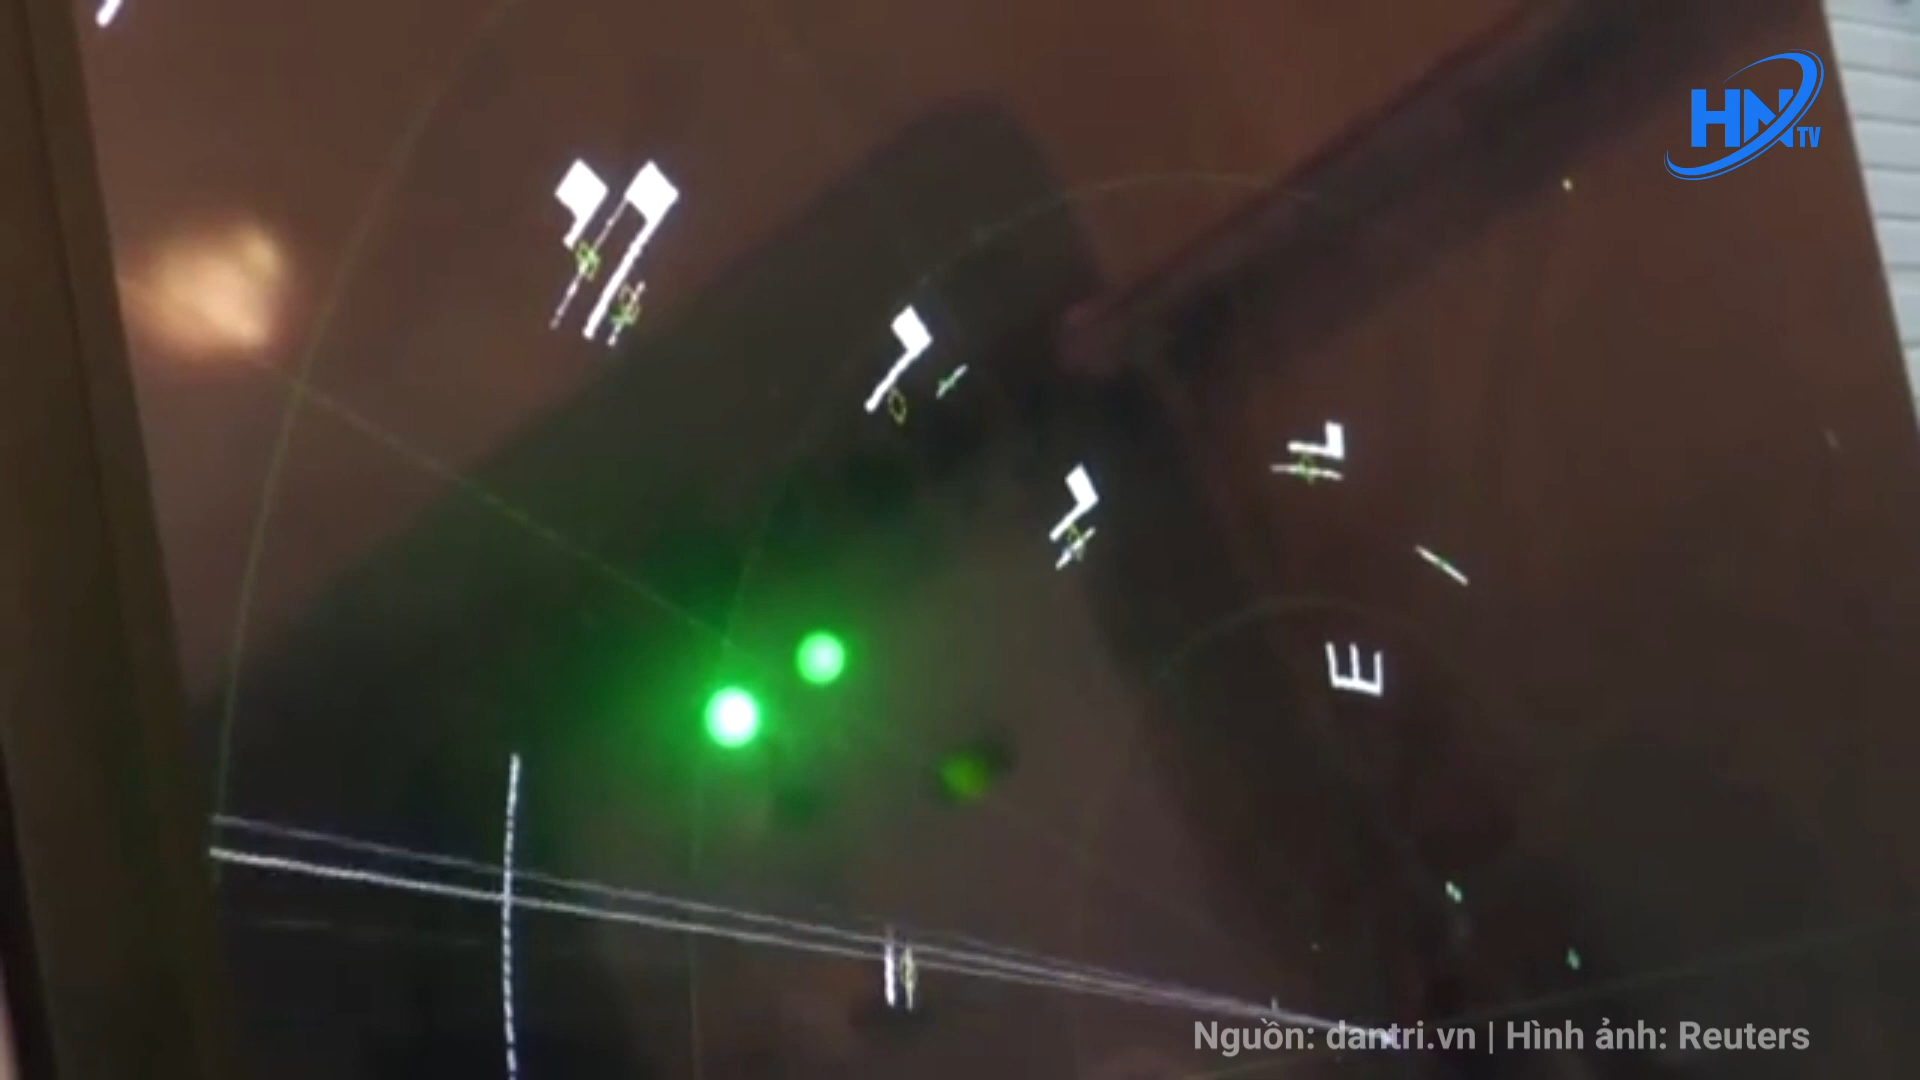 HN TV
E
Nguồn: dantri.vn | Hình ảnh: Reuters